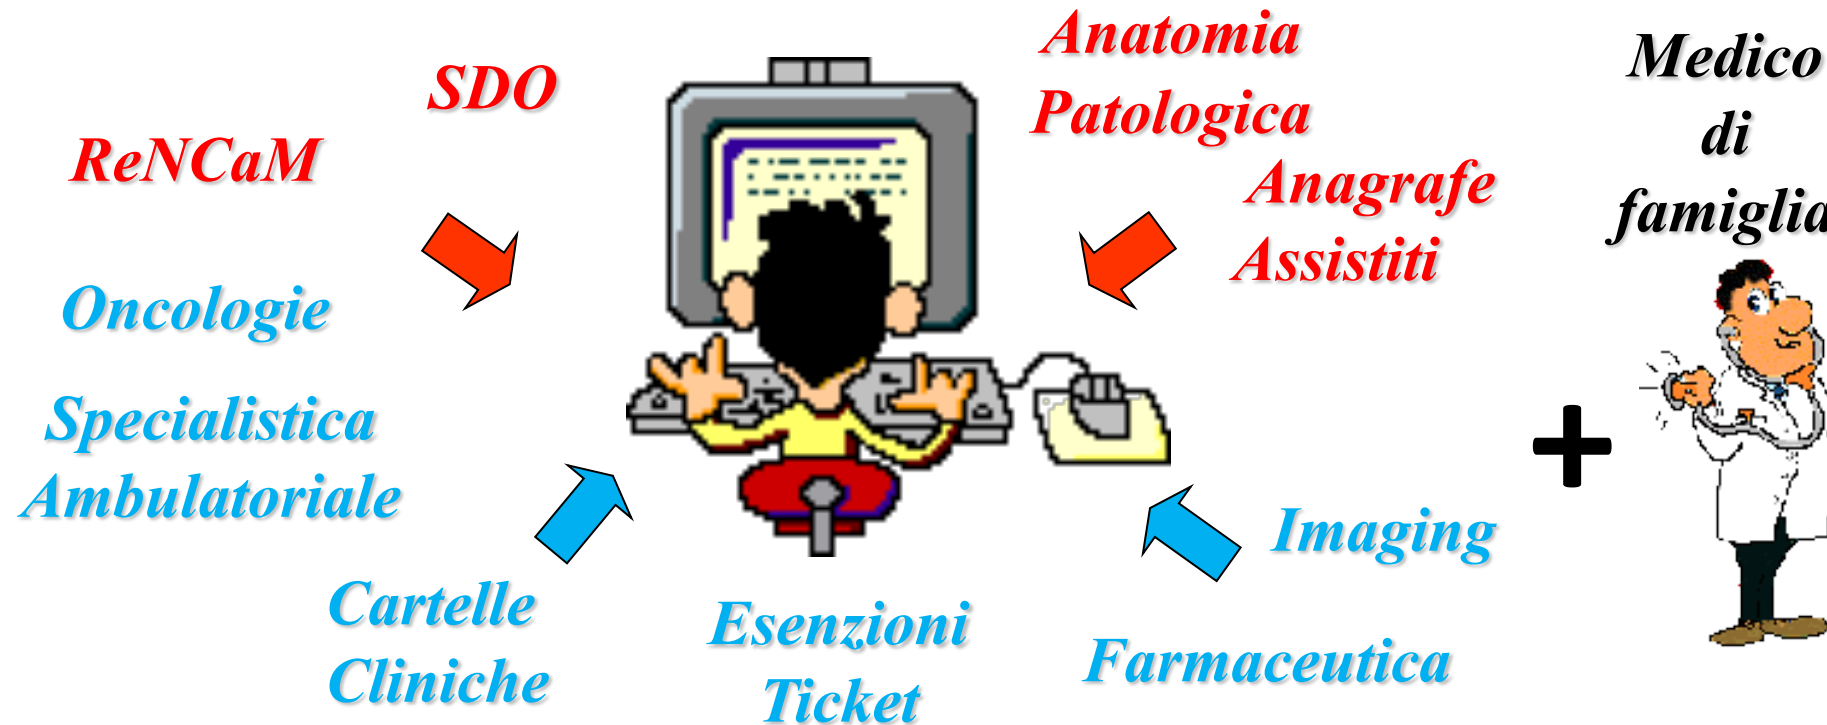 SDO
ReNCaM
Anatomia
Patologica
Anagrafe
Assistiti
Medico
di
famiglia
Oncologie
Specialistica
Ambulatoriale
Cartelle
Cliniche
Esenzioni
Ticket
Imaging
Farmaceutica
+